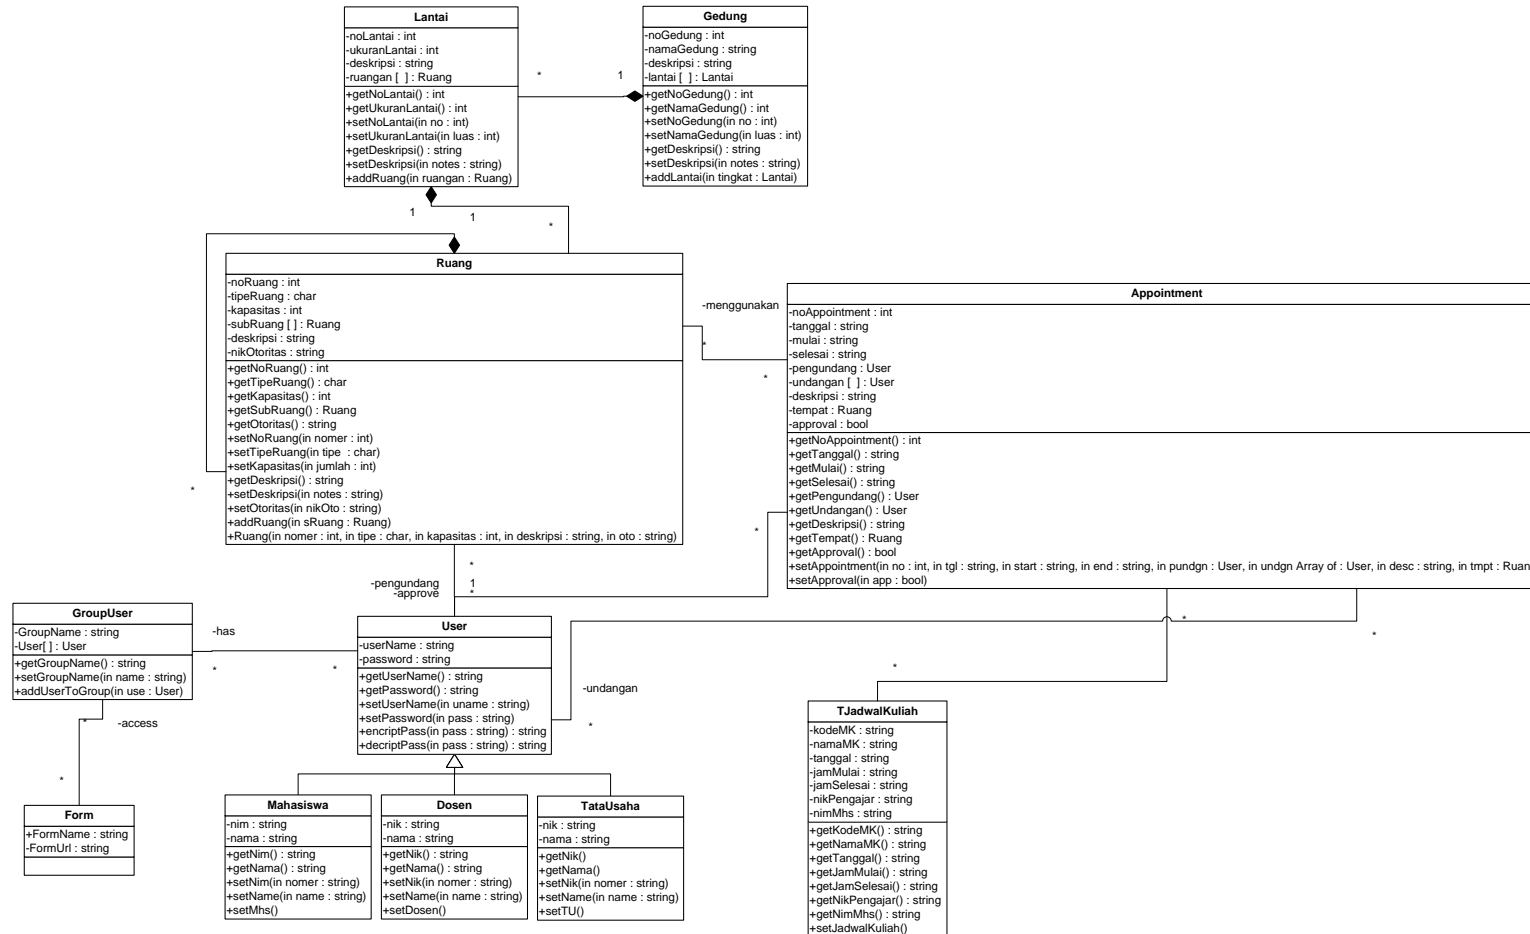 Lantai
-noLantai : int
-ukuranLantai : int
-deskripsi : string
-ruangan [ ] : Ruang
+getNoLantai() : int
+getUkuranLantai() : int
+setNoLantai(in no : int)
+setUkuranLantai(in luas : int)
+getDeskripsi() : string
+setDeskripsi(in notes : string)
+addRuang(in ruangan : Ruang)
*
1
Gedung
-noGedung : int
-namaGedung : string
-deskripsi : string
-lantai [ ] : Lantai
+getNoGedung() : int
+getNamaGedung() : int
+setNoGedung(in no : int)
+setNamaGedung(in luas : int)
+getDeskripsi() : string
+setDeskripsi(in notes : string)
+addLantai(in tingkat : Lantai)
1
1
*
Ruang
-noRuang : int
-tipeRuang : char
-kapasitas : int
-subRuang [ ] : Ruang
-deskripsi : string
-nikOtoritas : string
+getNoRuang() : int
+getTipeRuang() : char
+getKapasitas() : int
+getSubRuang() : Ruang
+getOtoritas() : string
+setNoRuang(in nomer : int)
+setTipeRuang(in tipe : char)
+setKapasitas(in jumlah : int)
+getDeskripsi() : string
+setDeskripsi(in notes : string)
+setOtoritas(in nikOto : string)
+addRuang(in sRuang : Ruang)
+Ruang(in nomer : int, in tipe : char, in kapasitas : int, in deskripsi : string, in oto : string)
*
-menggunakan
*
*
Appointment
-noAppointment : int
-tanggal : string
-mulai : string
-selesai : string
-pengundang : User
-undangan [ ] : User
-deskripsi : string
-tempat : Ruang
-approval : bool
+getNoAppointment() : int
+getTanggal() : string
+getMulai() : string
+getSelesai() : string
+getPengundang() : User
+getUndangan() : User
+getDeskripsi() : string
+getTempat() : Ruang
+getApproval() : bool
+setAppointment(in no : int, in tgl : string, in start : string, in end : string, in pundgn : User, in undgn Array of : User, in desc : string, in tmpt : Ruan
+setApproval(in app : bool)
*
*
-pengundang
1
-approve
*
GroupUser
-GroupName : string
-User[ ] : User
+getGroupName() : string
+setGroupName(in name : string)
+addUserToGroup(in use : User)
-has
*
*
User
-userName : string
-password : string
+getUserName() : string
+getPassword() : string
+setUserName(in uname : string)
+setPassword(in pass : string)
+encriptPass(in pass : string) : string
+decriptPass(in pass : string) : string
-undangan
*
*
*
*
*
-access
*
Form
+FormName : string
-FormUrl : string
Mahasiswa
-nim : string
-nama : string
+getNim() : string
+getNama() : string
+setNim(in nomer : string)
+setName(in name : string)
+setMhs()
Dosen
-nik : string
-nama : string
+getNik() : string
+getNama() : string
+setNik(in nomer : string)
+setName(in name : string)
+setDosen()
TataUsaha
-nik : string
-nama : string
+getNik()
+getNama()
+setNik(in nomer : string)
+setName(in name : string)
+setTU()
TJadwalKuliah
-kodeMK : string
-namaMK : string
-tanggal : string
-jamMulai : string
-jamSelesai : string
-nikPengajar : string
-nimMhs : string
+getKodeMK() : string
+getNamaMK() : string
+getTanggal() : string
+getJamMulai() : string
+getJamSelesai() : string
+getNikPengajar() : string
+getNimMhs() : string
+setJadwalKuliah()